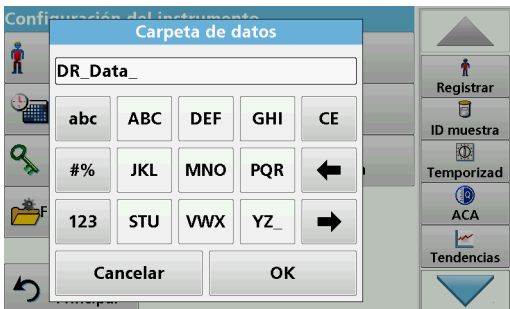 Configuración del instrumento
Carpeta de datos
DR_Data_
abc ABC DEF GHI CE
#% JKL MNO PQR
123 STU VWX YZ_
Cancelar OK
Registrar
ID muestra
Temporizad
ACA
Tendencias
Principal